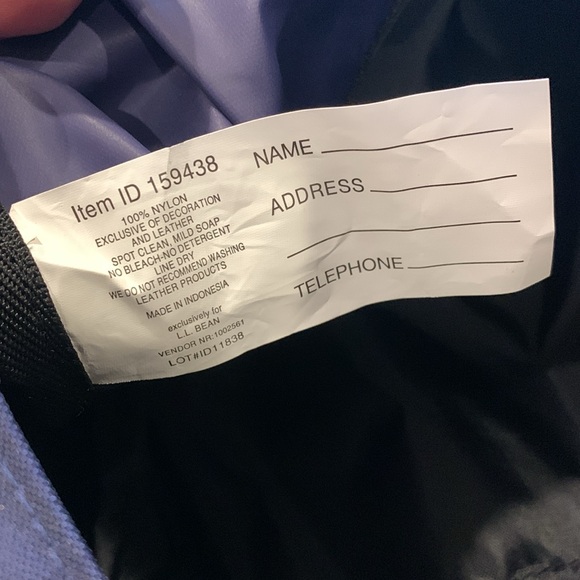 Item ID 159438
100% NYLON
EXCLUSIVE OF DECORATION
AND LEATHER
SPOT CLEAN, MILD SOAP
NO BLEACH-NO DETERGENT
LINE DRY
WE DO NOT RECOMMEND WASHING
LEATHER PRODUCTS
MADE IN INDONESIA
exclusively for
L.L. BEAN
VENDOR NR:1002561
LOT#ID11838
NAME
ADDRESS
TELEPHONE